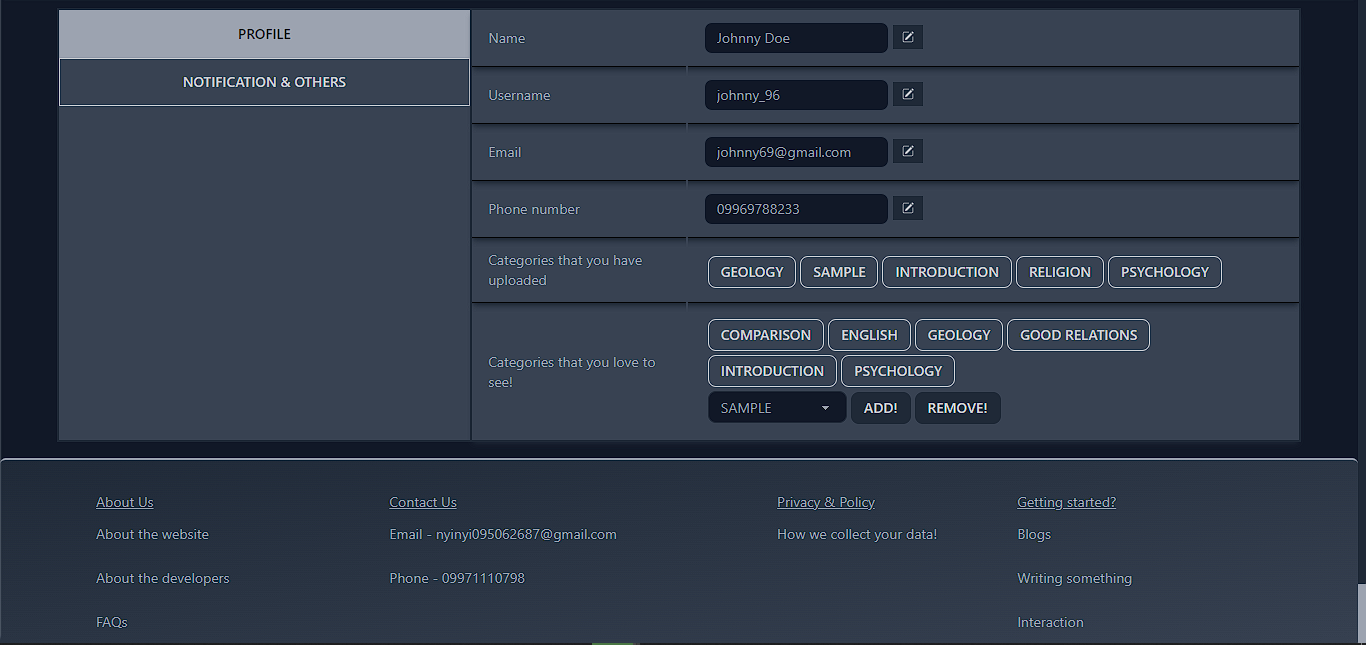 PROFILE
NOTIFICATION & OTHERS
Name
Johnny Doe
Username
johnny_96
Email
johnny69@gmail.com
Phone number
09969788233
Categories that you have
uploaded
GEOLOGY SAMPLE INTRODUCTION RELIGION PSYCHOLOGY
Categories that you love to
see!
COMPARISON ENGLISH GEOLOGY GOOD RELATIONS
INTRODUCTION PSYCHOLOGY
SAMPLE ADD! REMOVE!
About Us
About the website
About the developers
FAQs
Contact Us
Email - nyinyi095062687@gmail.com
Phone - 09971110798
Privacy & Policy
How we collect your data!
Getting started?
Blogs
Writing something
Interaction